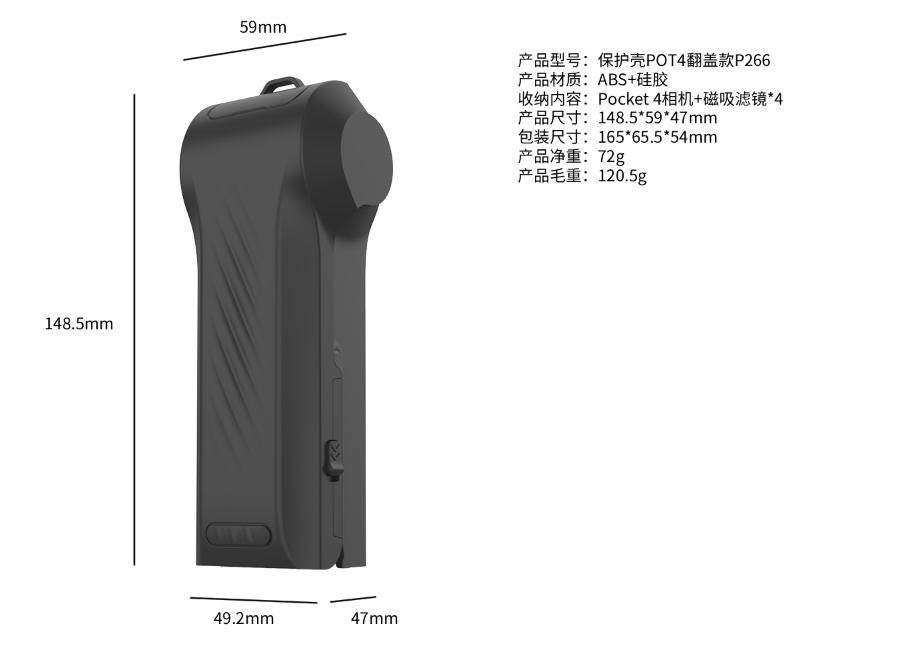 59mm
产品型号：保护壳POT4翻盖款P266
产品材质：ABS+硅胶
收纳内容：Pocket 4相机+磁吸滤镜*4
产品尺寸：148.5*59*47mm
包装尺寸：165*65.5*54mm
产品净重：72g
产品毛重：120.5g
148.5mm
49.2mm
47mm